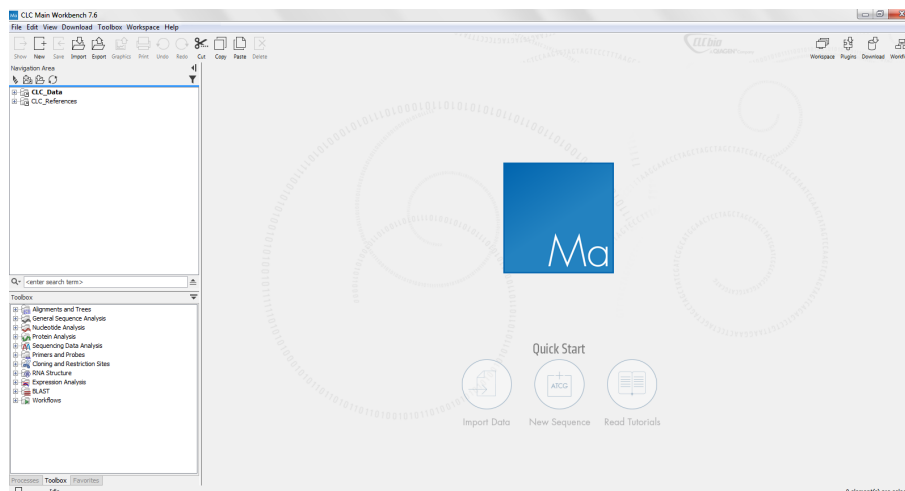 CLC Main Workbench 7.6
File Edit View Download Toolbox Workspace Help
Show New Save Import Export Graphics Print Undo Redo Cut Copy Paste Delete
CLC bio
Workspace Plugins Download
Navigation Area
CLC_Data
CLC_References
<enter search term>
Toolbox
Alignments and Trees
General Sequence Analysis
Nucleotide Analysis
Protein Analysis
Sequencing Data Analysis
Primers and Probes
Cloning and Restriction Sites
RNA Structure
Expression Analysis
BLAST
Workflows
Processes Toolbox Favorites
Ma
Quick Start
ATCG
Import Data New Sequence Read Tutorials